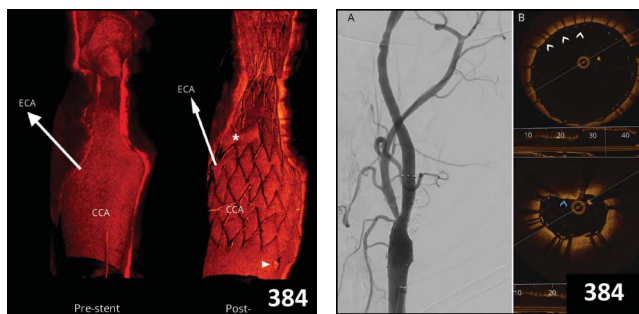 ECA
ECA
*
CCA
CCA
Pre-stent
Post-
384
A
B
10 20 30 40
10 20
384